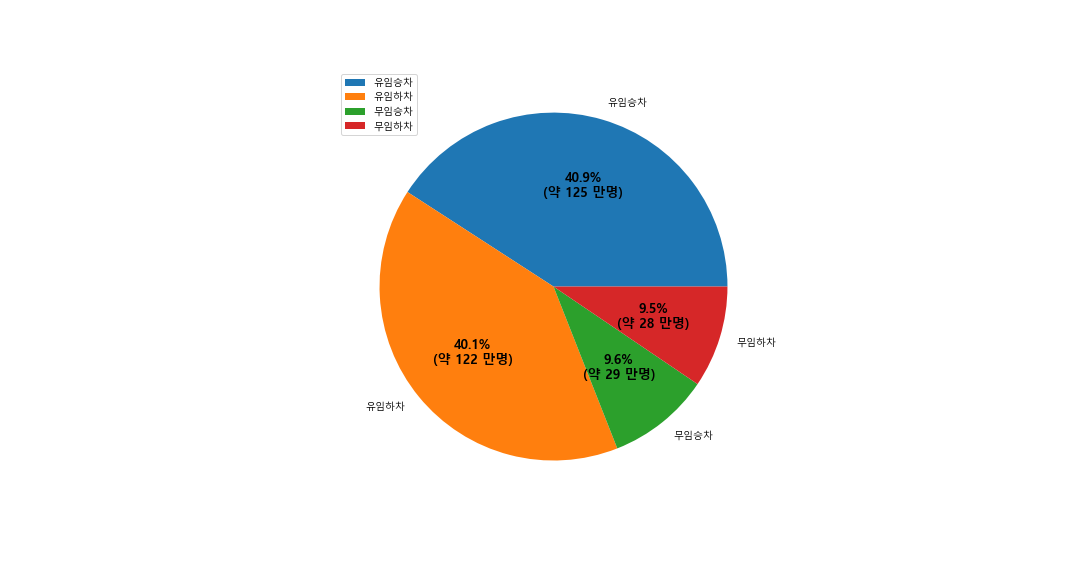 유임승차
유임하차
무임승차
무임하차
유임승차
40.9%
(약 125 만명)
9.5%
(약 28 만명)
무임하차
40.1%
(약 122 만명)
9.6%
(약 29 만명)
유임하차
무임승차